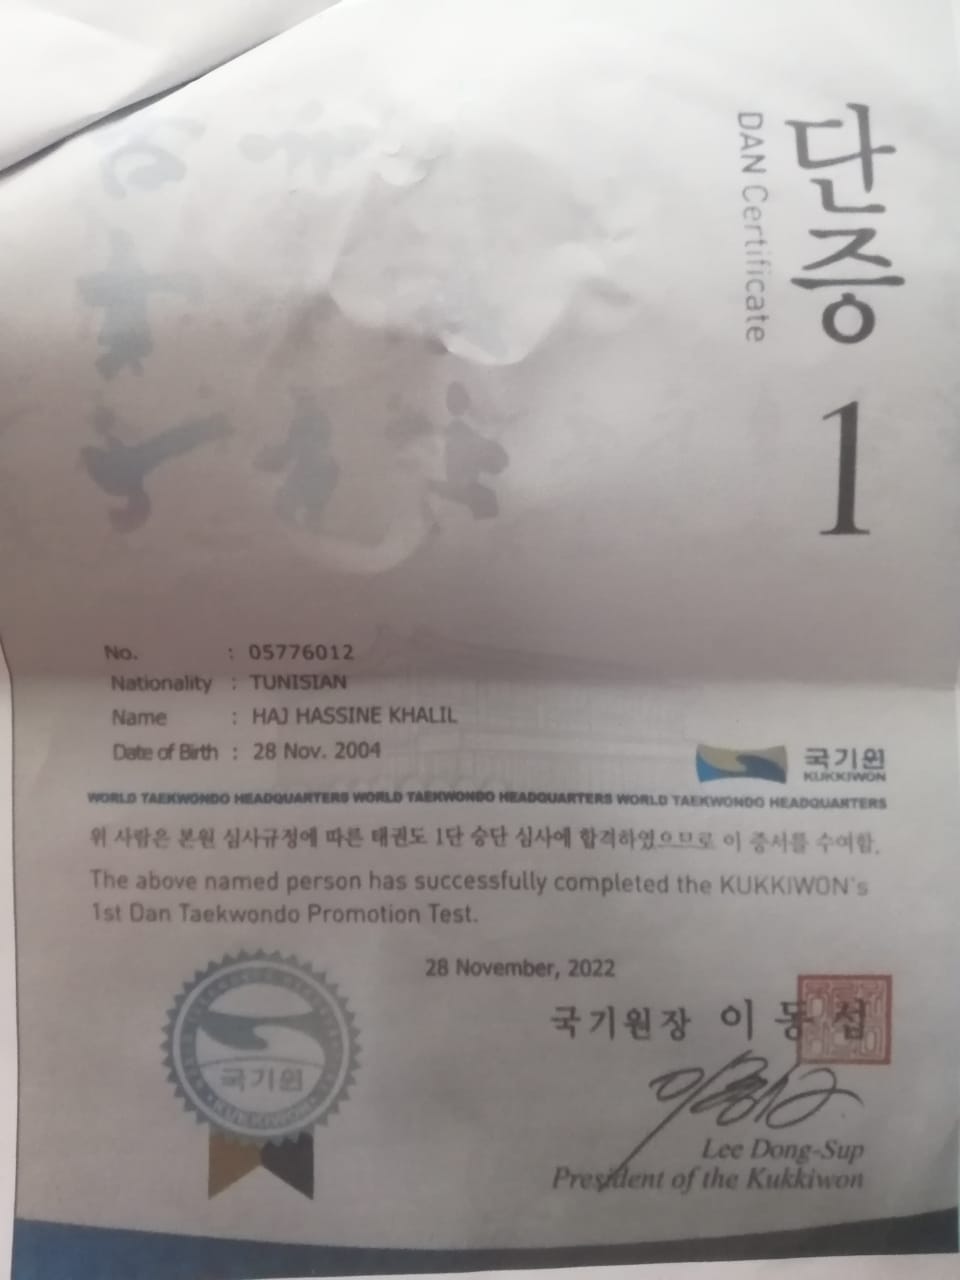 단증
DAN Certificate
1
No. : 05776012
Nationality : TUNISIAN
Name : HAJ HASSINE KHALIL
Date of Birth : 28 Nov. 2004
국기원
KUKKIWON
WORLD TAEKWONDO HEADQUARTERS WORLD TAEKWONDO HEADQUARTERS WORLD TAEKWONDO HEADQUARTERS
위 사람은 본원 심사규정에 따른 태권도 1단 승단 심사에 합격하였으므로 이 증서를 수여함.
The above named person has successfully completed the KUKKIWON's
1st Dan Taekwondo Promotion Test.
28 November, 2022
국기원장 이동섭
국기원
KUKKIWON
Lee Dong-Sup
President of the Kukkiwon